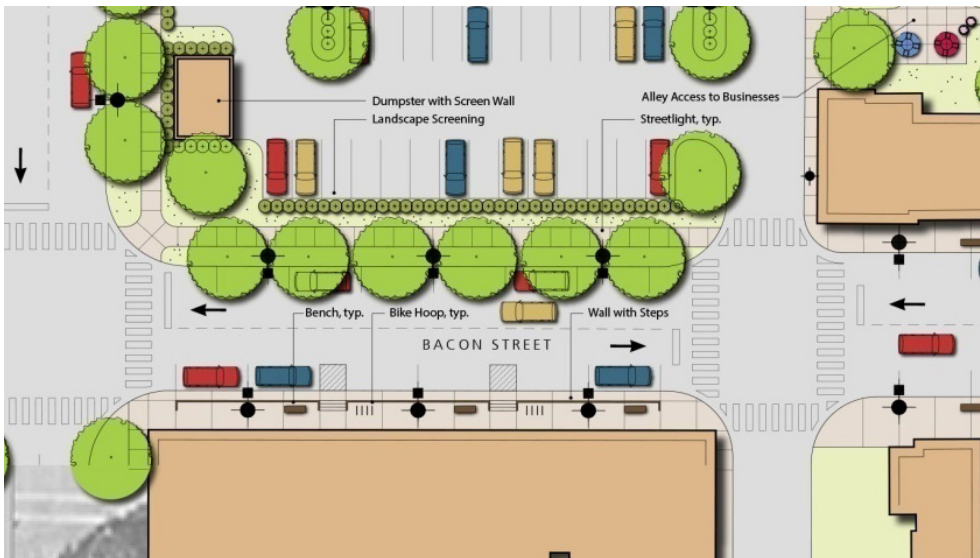 Dumpster with Screen Wall
Alley Access to Businesses
Landscape Screening
Streetlight, typ.
Bench, typ.
Bike Hoop, typ.
Wall with Steps
BACON STREET